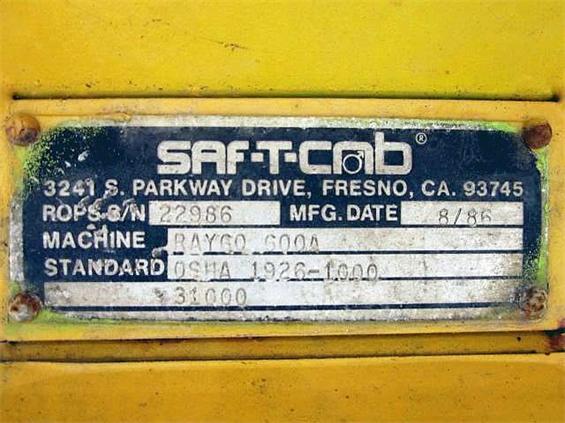 SAF-T-CAB®
3241 S. PARKWAY DRIVE, FRESNO, CA. 93745
ROPS S/N 22986 MFG. DATE 8/86
MACHINE RAYGO 600A
STANDARD OSHA 1926-1000
31000